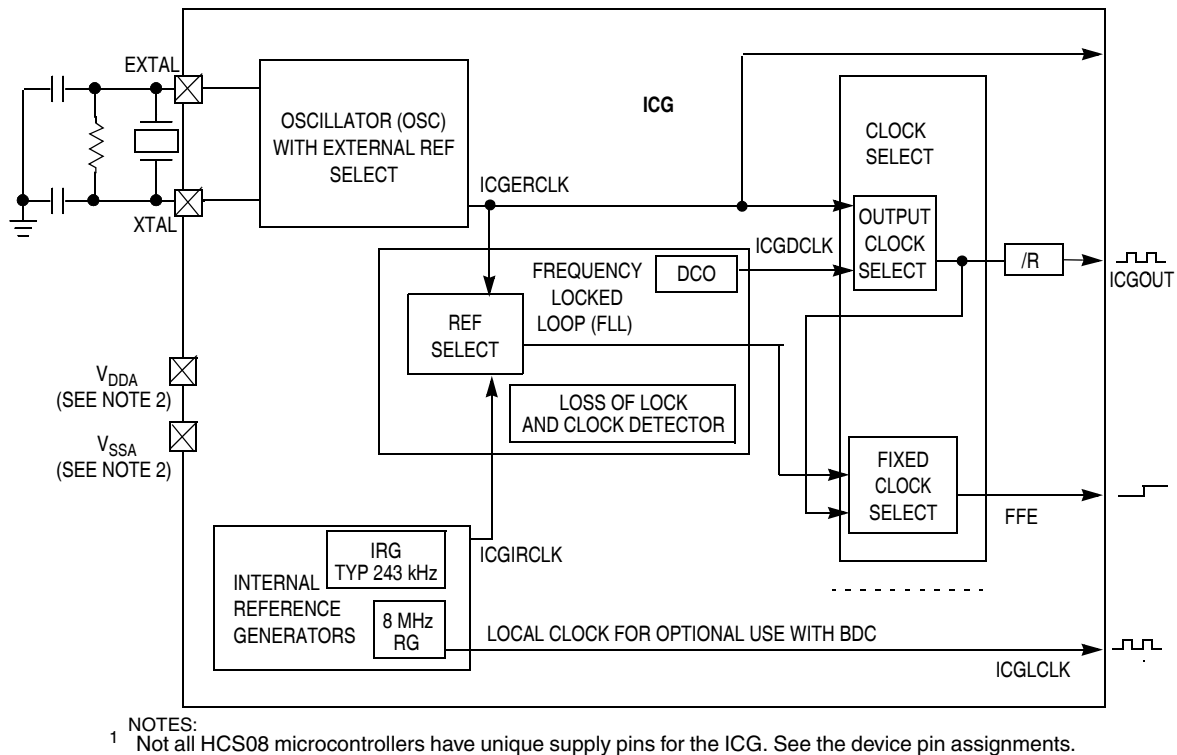 EXTAL
ICG
OSCILLATOR (OSC)
WITH EXTERNAL REF
SELECT
CLOCK
SELECT
ICGERCLK
XTAL
OUTPUT
CLOCK
SELECT
ICGDCLK
FREQUENCY
LOCKED
LOOP (FLL)
DCO
/R
ICGOUT
REF
SELECT
VDDA
(SEE NOTE 2)
LOSS OF LOCK
AND CLOCK DETECTOR
VSSA
(SEE NOTE 2)
FIXED
CLOCK
SELECT
FFE
ICGIRCLK
IRG
TYP 243 kHz
INTERNAL
REFERENCE
GENERATORS
8 MHz
RG
LOCAL CLOCK FOR OPTIONAL USE WITH BDC
ICGLCLK
NOTES:
1 Not all HCS08 microcontrollers have unique supply pins for the ICG. See the device pin assignments.